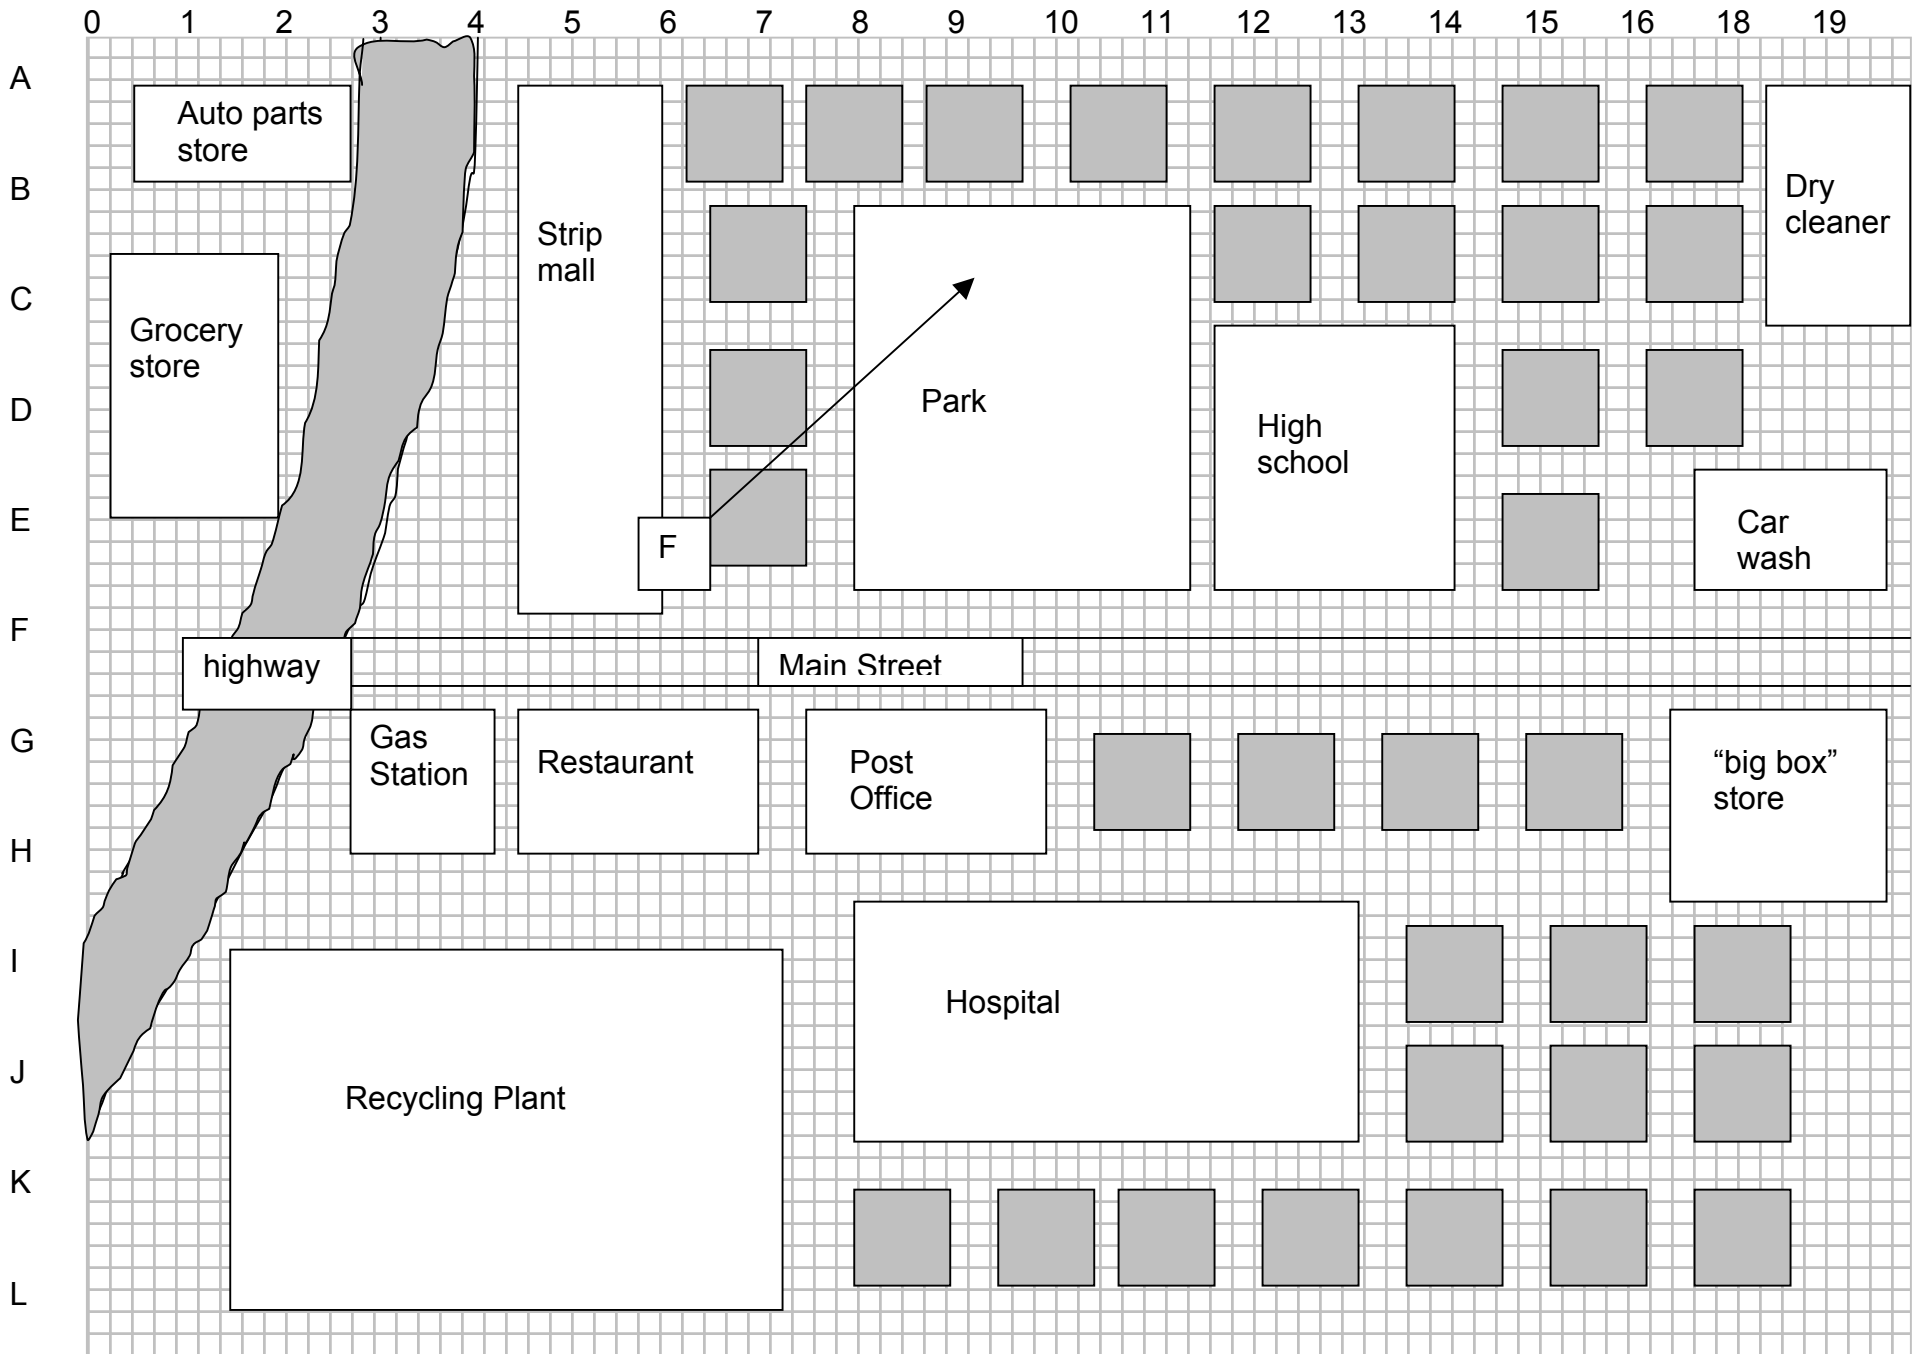 0 1 2 3 4 5 6 7 8 9 10 11 12 13 14 15 16 18 19
A
Auto parts
store
B
Dry
cleaner
Strip
mall
C
Grocery
store
D
Park
High
school
E
F
Car
wash
F
highway
Main Street
G
Gas
Station
Restaurant
Post
Office
“big box”
store
H
I
Hospital
J
Recycling Plant
K
L